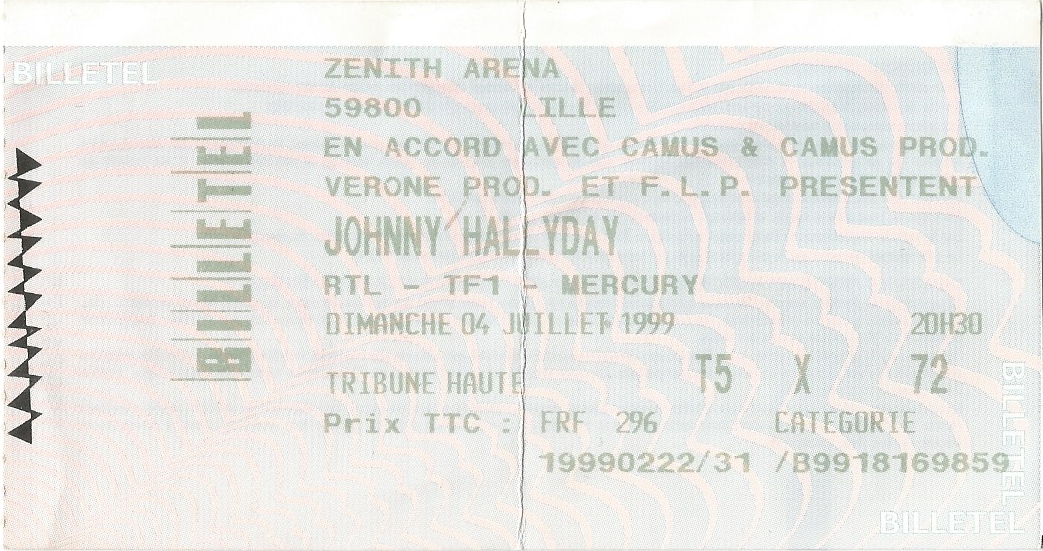 BILLETEL
BILLETEL
ZENITH ARENA
59800 LILLE
EN ACCORD AVEC CAMUS & CAMUS PROD.
VERONE PROD. ET F.L.P. PRESENTENT
JOHNNY HALLYDAY
RTL - TF1 - MERCURY
DIMANCHE 04 JUILLET 1999 20H30
TRIBUNE HAUTE T5 X 72
Prix TTC : FRF 296 CATEGORIE
19990222/31 /B9918169859
BILLETEL
BILLETEL